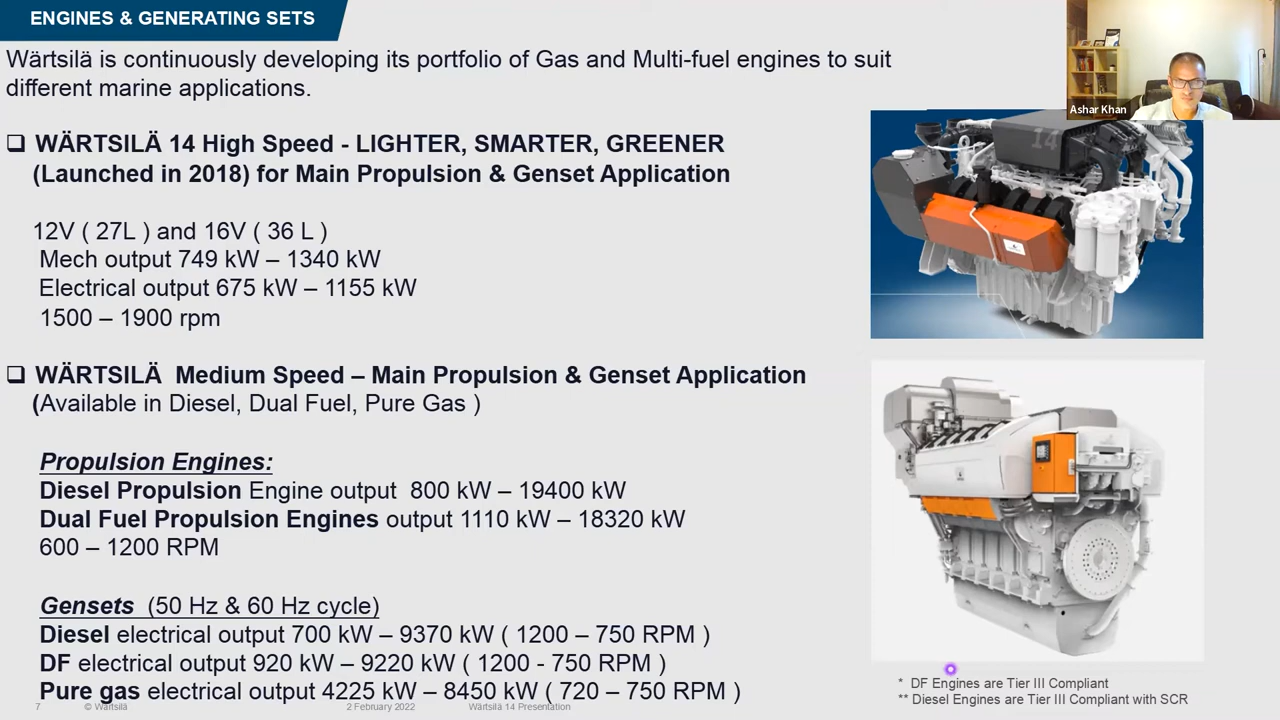 ENGINES & GENERATING SETS
Wärtsilä is continuously developing its portfolio of Gas and Multi-fuel engines to suit
different marine applications.
Ashar Khan
14
WÄRTSILÄ 14 High Speed - LIGHTER, SMARTER, GREENER
(Launched in 2018) for Main Propulsion & Genset Application
12V ( 27L ) and 16V ( 36 L )
Mech output 749 kW – 1340 kW
Electrical output 675 kW – 1155 kW
1500 – 1900 rpm
WÄRTSILÄ Medium Speed – Main Propulsion & Genset Application
(Available in Diesel, Dual Fuel, Pure Gas )
Propulsion Engines:
Diesel Propulsion Engine output 800 kW – 19400 kW
Dual Fuel Propulsion Engines output 1110 kW – 18320 kW
600 – 1200 RPM
Gensets (50 Hz & 60 Hz cycle)
Diesel electrical output 700 kW – 9370 kW ( 1200 – 750 RPM )
DF electrical output 920 kW – 9220 kW ( 1200 - 750 RPM )
Pure gas electrical output 4225 kW – 8450 kW ( 720 – 750 RPM )
* DF Engines are Tier III Compliant
** Diesel Engines are Tier III Compliant with SCR
7 © Wärtsilä 2 February 2022 Wärtsilä 14 Presentation